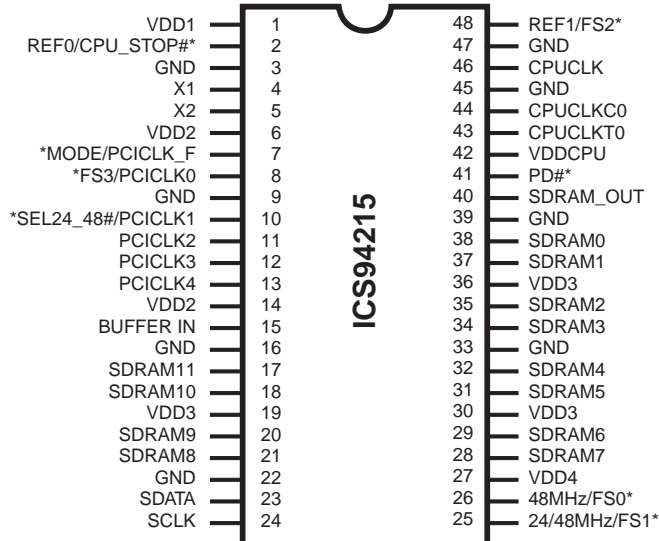 VDD1 1 48 REF1/FS2*
REF0/CPU_STOP#* 2 47 GND
GND 3 46 CPUCLK
X1 4 45 GND
X2 5 44 CPUCLKC0
VDD2 6 43 CPUCLKT0
*MODE/PCICLK_F 7 42 VDDCPU
*FS3/PCICLK0 8 41 PD#*
GND 9 40 SDRAM_OUT
*SEL24_48#/PCICLK1 10 39 GND
PCICLK2 11 38 SDRAM0
PCICLK3 12 37 SDRAM1
PCICLK4 13 36 VDD3
VDD2 14 35 SDRAM2
BUFFER IN 15 34 SDRAM3
GND 16 33 GND
SDRAM11 17 32 SDRAM4
SDRAM10 18 31 SDRAM5
VDD3 19 30 VDD3
SDRAM9 20 29 SDRAM6
SDRAM8 21 28 SDRAM7
GND 22 27 VDD4
SDATA 23 26 48MHz/FS0*
SCLK 24 25 24/48MHz/FS1*
ICS94215